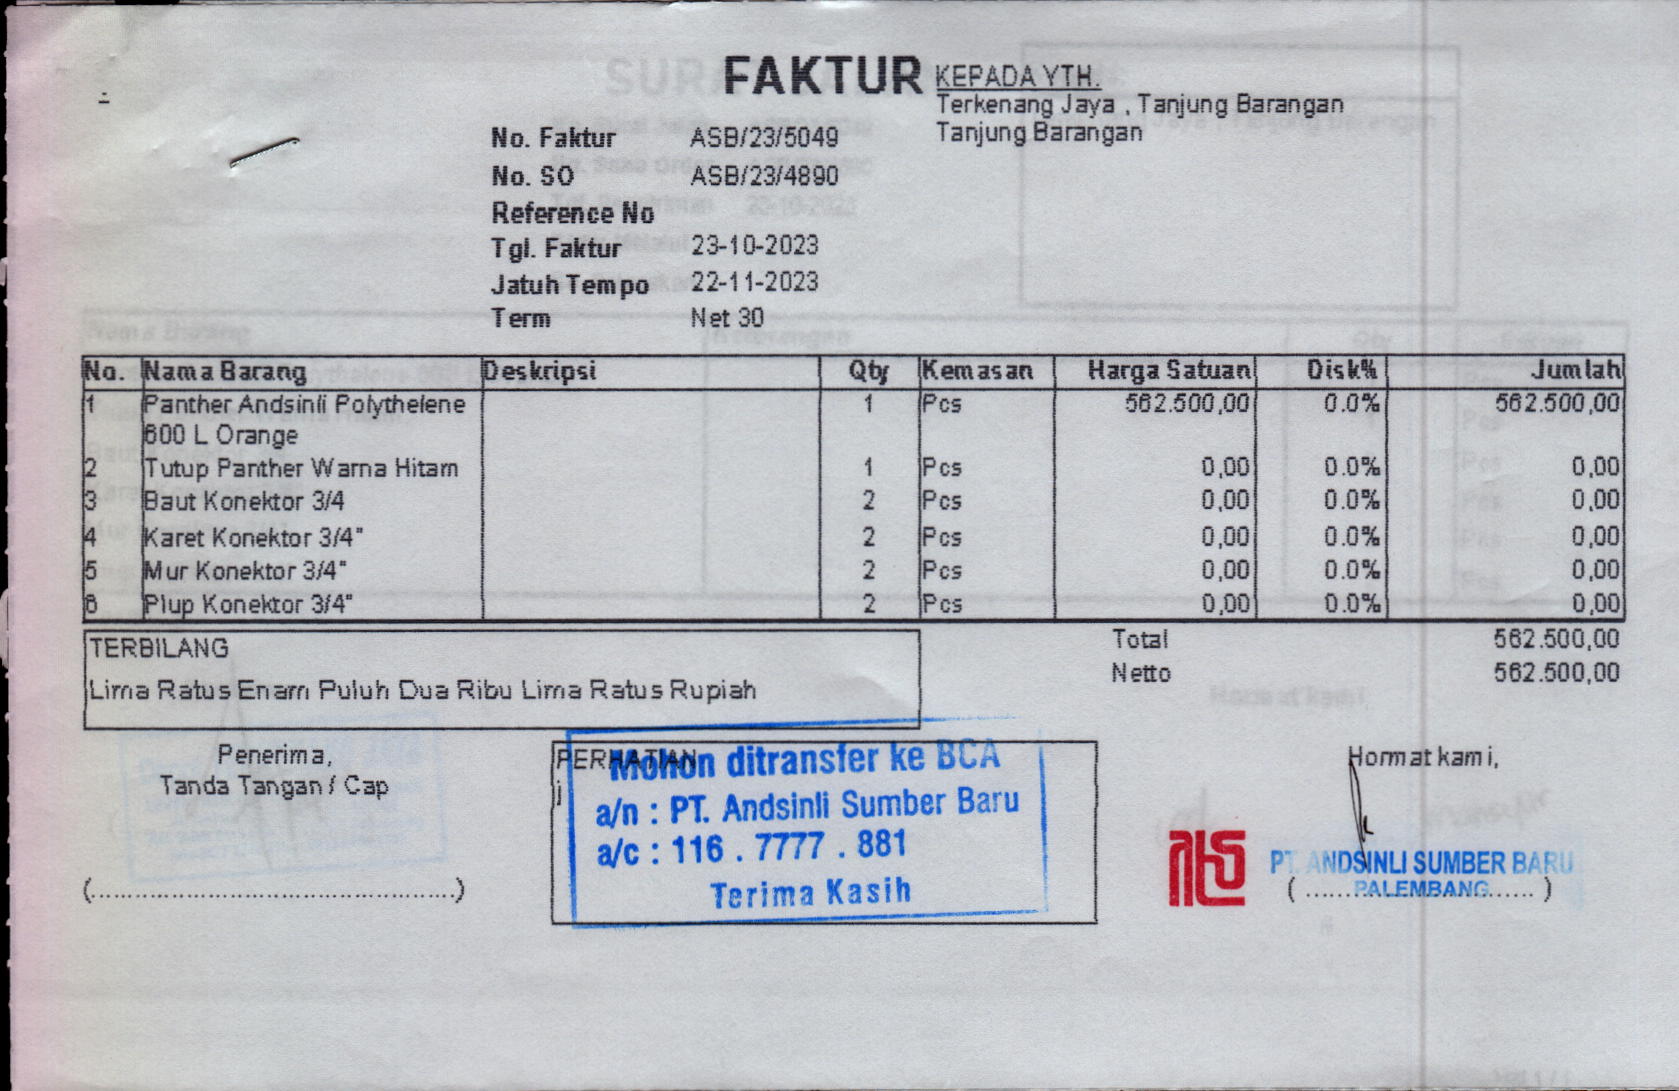 FAKTUR
KEPADA YTH.
Terkenang Jaya , Tanjung Barangan
Tanjung Barangan
No. Faktur ASB/23/5049
No. SO ASB/23/4890
Reference No
Tgl. Faktur 23-10-2023
Jatuh Tempo 22-11-2023
Term Net 30
No. Nama Barang Deskripsi Qty Kemasan Harga Satuan Disk% Jumlah
1 Panther Andsinli Polythelene 1 Pcs 562.500,00 0.0% 562.500,00
600 L Orange
2 Tutup Panther Warna Hitam 1 Pcs 0,00 0.0% 0,00
3 Baut Konektor 3/4 2 Pcs 0,00 0.0% 0,00
4 Karet Konektor 3/4" 2 Pcs 0,00 0.0% 0,00
5 Mur Konektor 3/4" 2 Pcs 0,00 0.0% 0,00
6 Plup Konektor 3/4" 2 Pcs 0,00 0.0% 0,00
TERBILANG
Lima Ratus Enam Puluh Dua Ribu Lima Ratus Rupiah
Total 562.500,00
Netto 562.500,00
Penerima,
Tanda Tangan / Cap
(................................................)
PERHATIAN
Mohon ditransfer ke BCA
a/n : PT. Andsinli Sumber Baru
a/c : 116 . 7777 . 881
Terima Kasih
Hormat kami,
PT. ANDSINLI SUMBER BARU
PALEMBANG